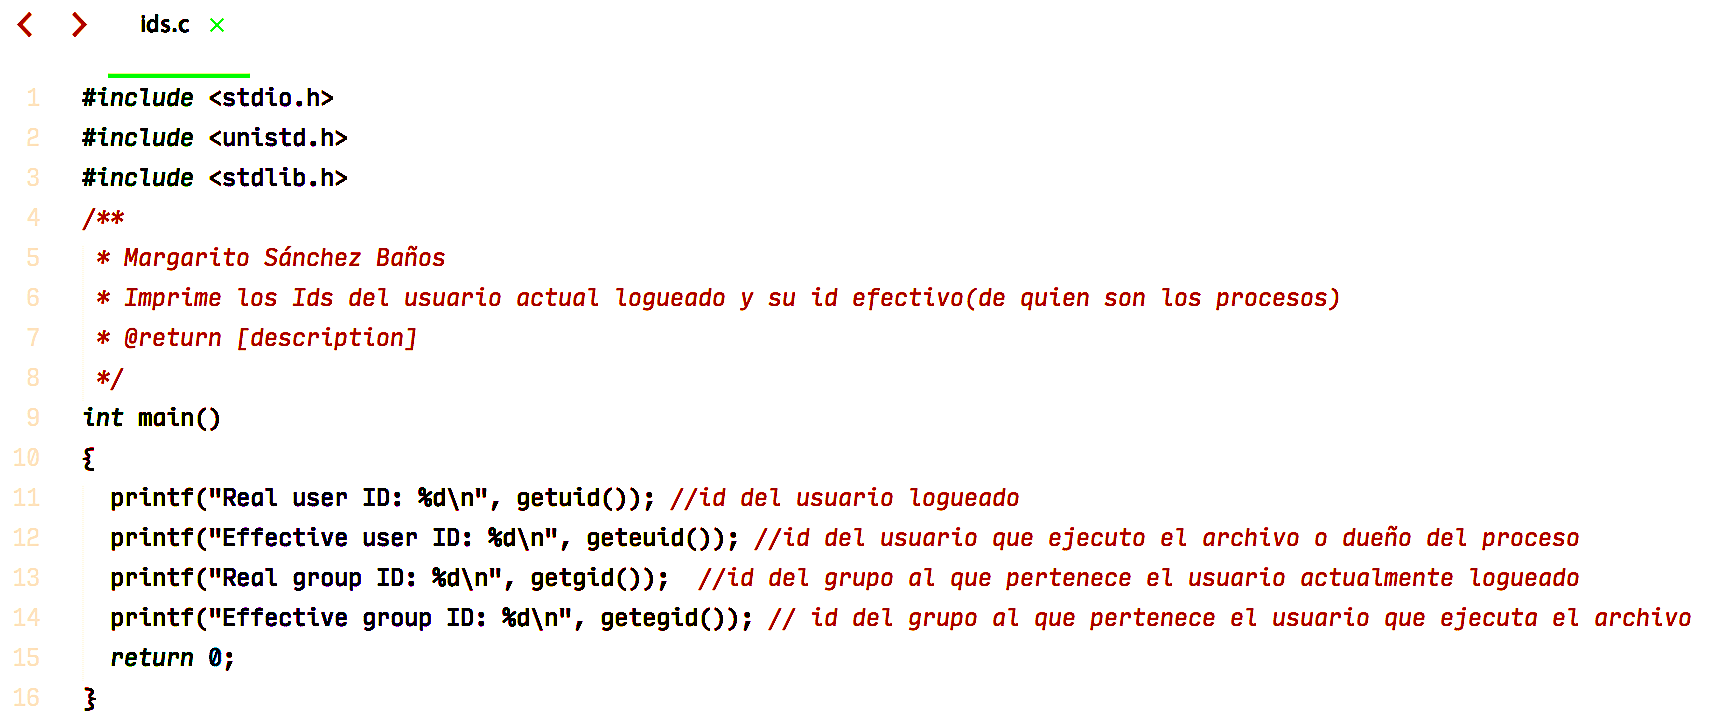 ids.c ×
1 #include <stdio.h>
2 #include <unistd.h>
3 #include <stdlib.h>
4 /**
5  * Margarito Sánchez Baños
6  * Imprime los Ids del usuario actual logueado y su id efectivo(de quien son los procesos)
7  * @return [description]
8  */
9 int main()
10 {
11   printf("Real user ID: %d\n", getuid()); //id del usuario logueado
12   printf("Effective user ID: %d\n", geteuid()); //id del usuario que ejecuto el archivo o dueño del proceso
13   printf("Real group ID: %d\n", getgid());  //id del grupo al que pertenece el usuario actualmente logueado
14   printf("Effective group ID: %d\n", getegid()); // id del grupo al que pertenece el usuario que ejecuta el archivo
15   return 0;
16 }